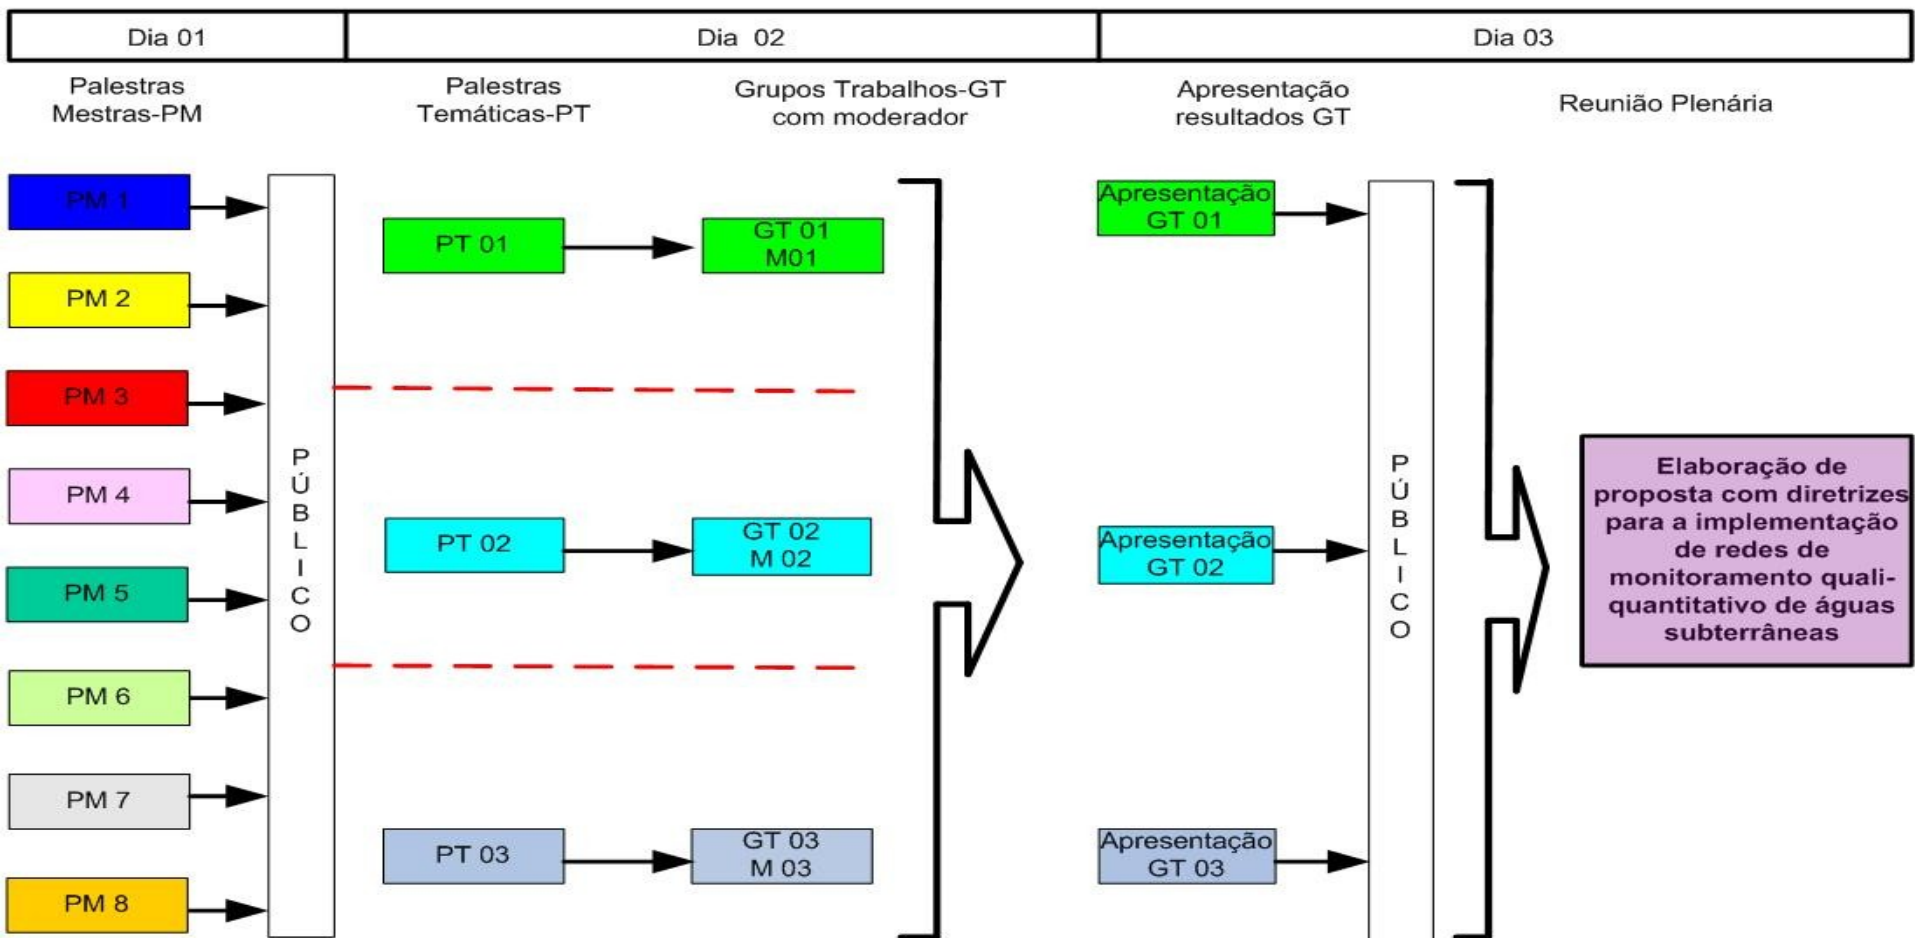 Dia 01
Dia 02
Dia 03
Palestras
Mestras-PM
Palestras
Temáticas-PT
Grupos Trabalhos-GT
com moderador
Apresentação
resultados GT
Reunião Plenária
PM 1
PM 2
PM 3
PM 4
PM 5
PM 6
PM 7
PM 8
PÚBLICO
PT 01
GT 01
M01
PT 02
GT 02
M 02
PT 03
GT 03
M 03
Apresentação
GT 01
Apresentação
GT 02
Apresentação
GT 03
PÚBLICO
Elaboração de
proposta com diretrizes
para a implementação
de redes de
monitoramento quali-
quantitativo de águas
subterrâneas